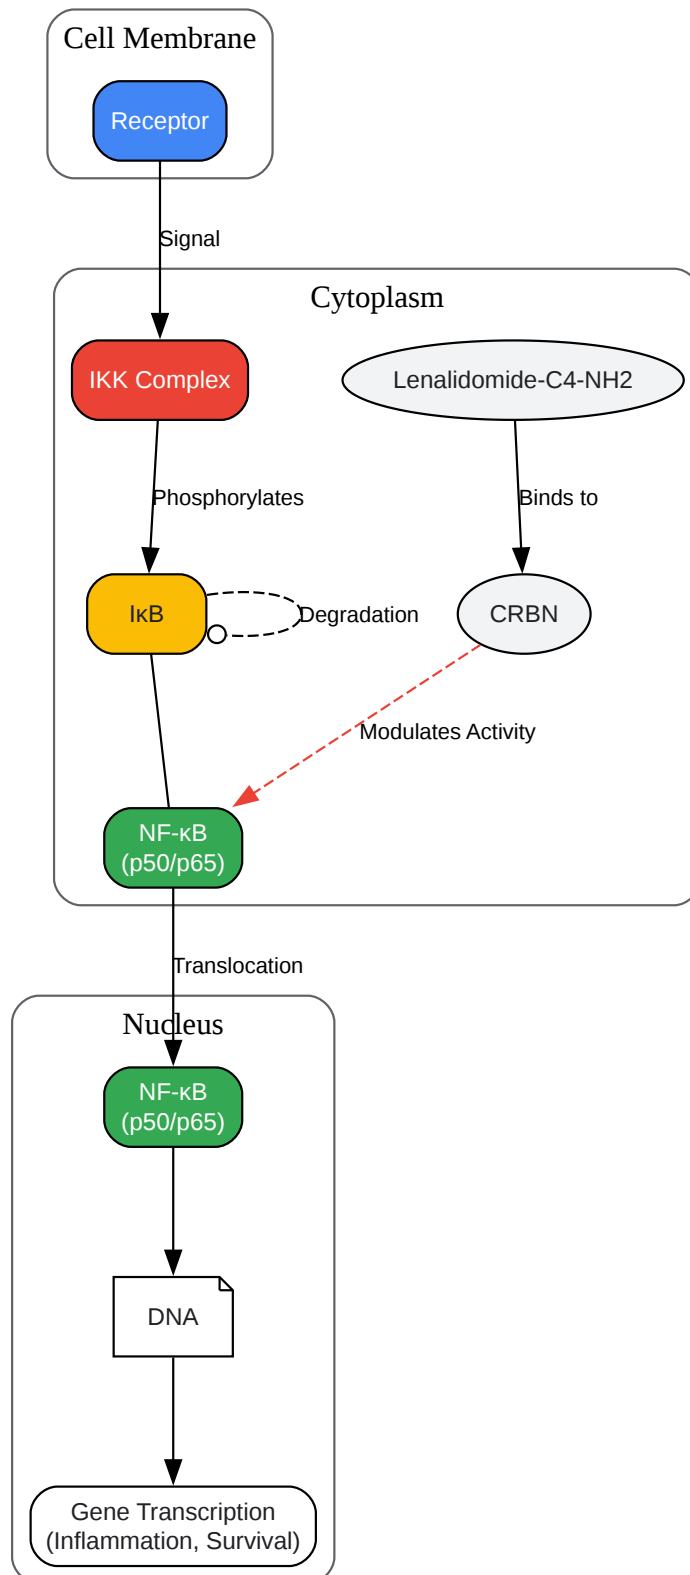 Cell Membrane
Receptor
Signal
Cytoplasm
IKK Complex
Lenalidomide-C4-NH2
Phosphorylates
Binds to
IκB
Degradation
CRBN
Modulates Activity
NF-κB
(p50/p65)
Translocation
Nucleus
NF-κB
(p50/p65)
DNA
Gene Transcription
(Inflammation, Survival)